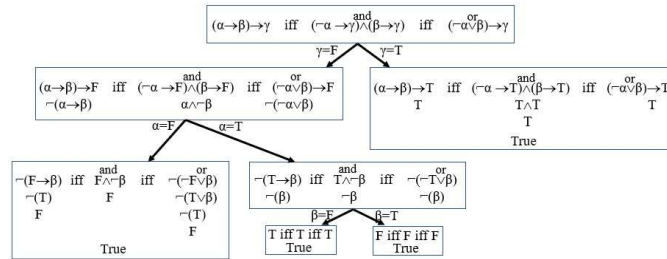 and or
(α→β)→γ iff (⌐α →γ)∧(β→γ) iff (⌐α∨β)→γ
γ=F γ=T
and or
(α→β)→F iff (⌐α →F)∧(β→F) iff (⌐α∨β)→F
⌐(α→β) α∧⌐β ⌐(⌐α∨β)
and or
(α→β)→T iff (⌐α →T)∧(β→T) iff (⌐α∨β)→T
T T∧T T
T
True
α=F α=T
and or
⌐(F→β) iff F∧⌐β iff ⌐(⌐F∨β)
⌐(T) F ⌐(T∨β)
F ⌐(T)
F
True
and or
⌐(T→β) iff T∧⌐β iff ⌐(⌐T∨β)
⌐(β) ⌐β ⌐(β)
β=F β=T
T iff T iff T
True
F iff F iff F
True